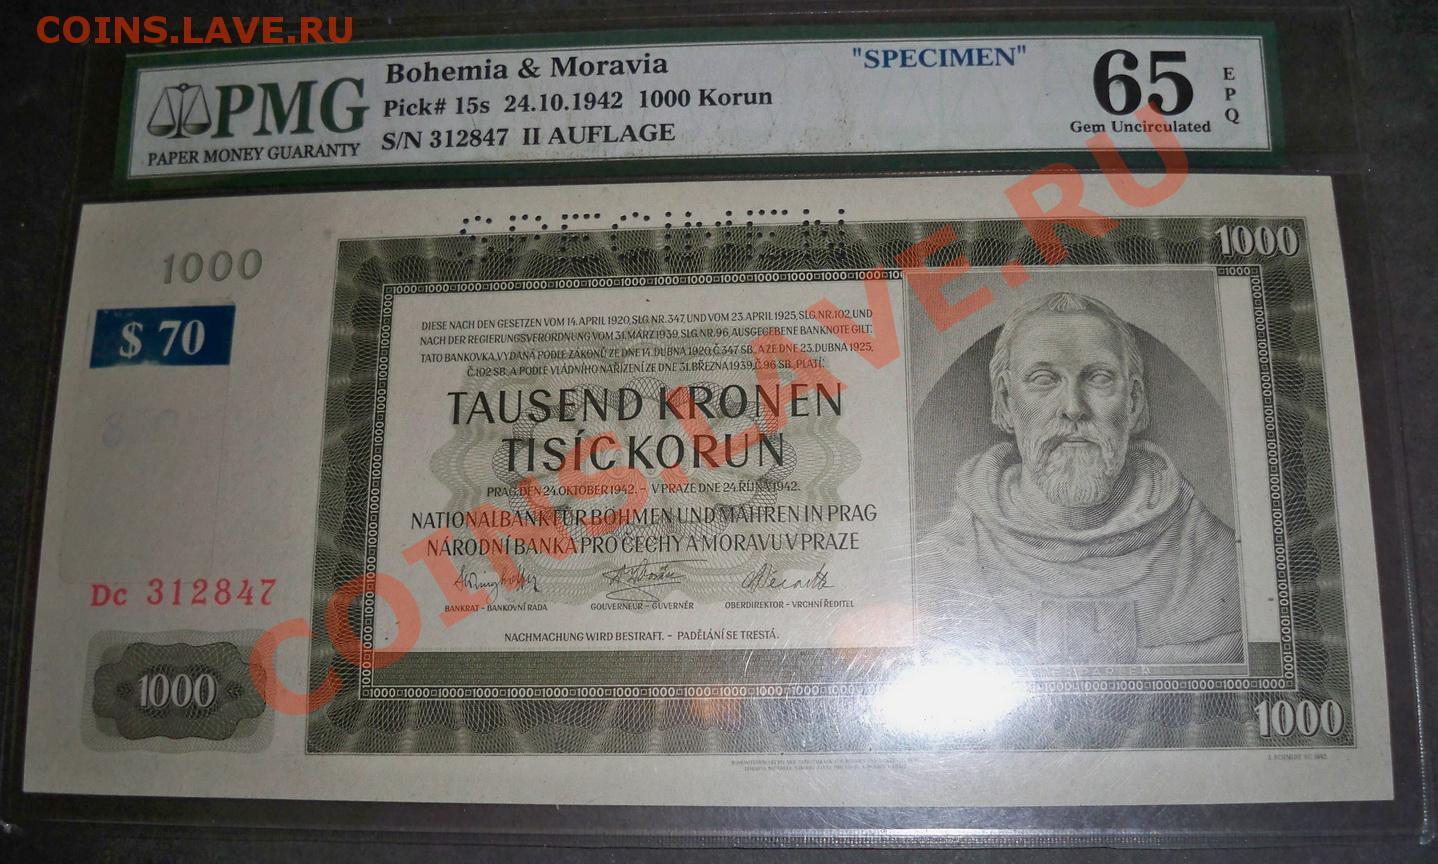 COINS.LAVE.RU
PMG
PAPER MONEY GUARANTY
Bohemia & Moravia
Pick# 15s 24.10.1942 1000 Korun
S/N 312847 II AUFLAGE
"SPECIMEN"
65
Gem Uncirculated
EPQ
SPECIMEN
1000
$ 70
1000
DIESE NACH DEN GESETZEN VOM 14. APRIL 1920, SLG. NR. 347, UND VOM 23. APRIL 1925, SLG. NR. 102, UND
NACH DER REGIERUNGSVERORDNUNG VOM 31. MÄRZ 1939, SLG. NR. 96, AUSGEGEBENE BANKNOTE GILT.
TATO BANKOVKA, VYDANÁ PODLE ZÁKONŮ ZE DNE 14. DUBNA 1920, Č. 347 SB., A ZE DNE 23. DUBNA 1925,
Č. 102 SB., A PODLE VLÁDNÍHO NAŘÍZENÍ ZE DNE 31. BŘEZNA 1939, Č. 96 SB., PLATÍ:
TAUSEND KRONEN
TISÍC KORUN
PRAG, DEN 24. OKTOBER 1942. – V PRAZE DNE 24. ŘÍJNA 1942.
NATIONALBANK FÜR BÖHMEN UND MÄHREN IN PRAG
NÁRODNÍ BANKA PRO ČECHY A MORAVU V PRAZE
BANKRAT – BANKOVNÍ RADA
GOUVERNEUR – GUVERNÉR
OBERDIREKTOR – VRCHNÍ ŘEDITEL
NACHMACHUNG WIRD BESTRAFT. – PADĚLÁNÍ SE TRESTÁ.
Dc 312847
1000
1000
COINS.LAVE.RU